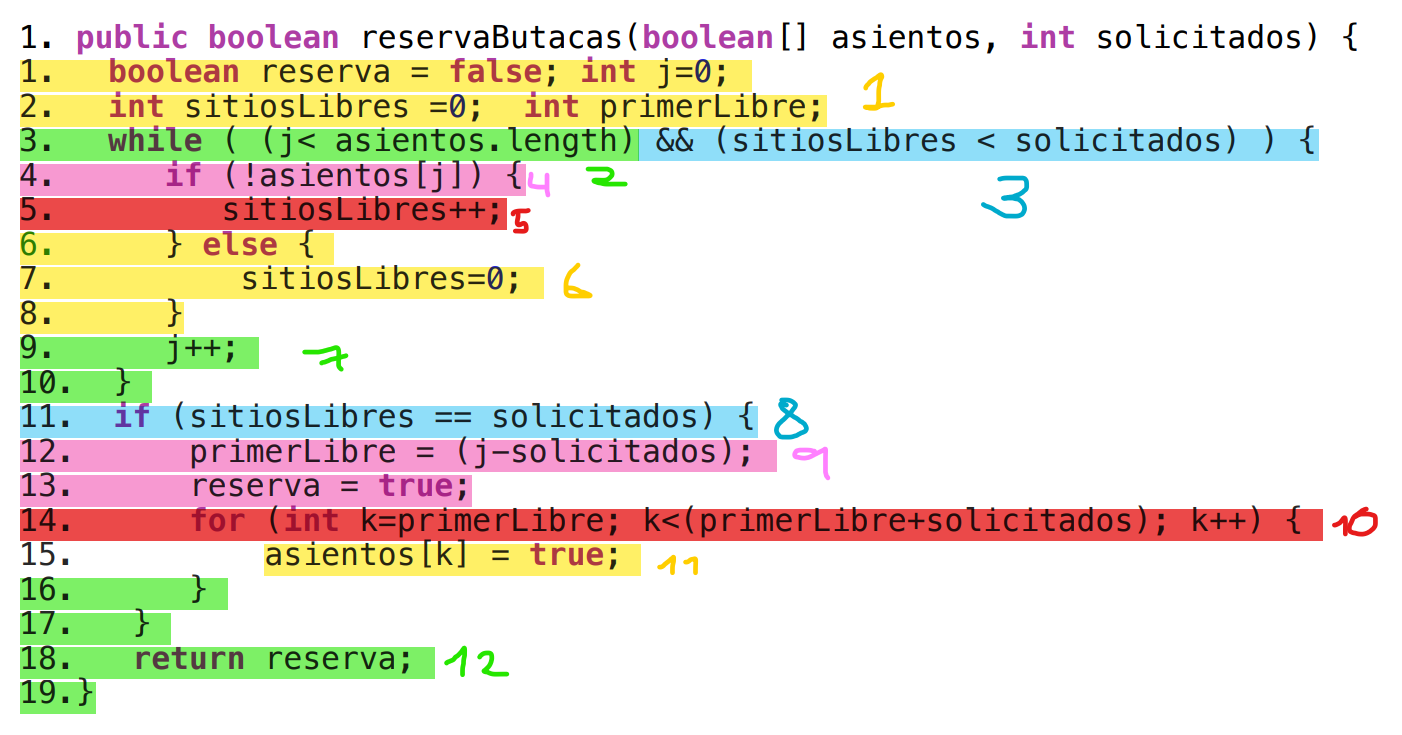 1. public boolean reservaButacas(boolean[] asientos, int solicitados) {
1. boolean reserva = false; int j=0;
2. int sitiosLibres =0; int primerLibre; 1
3. while ( (j< asientos.length) && (sitiosLibres < solicitados) ) {
4. if (!asientos[j]) { 4 2 3
5. sitiosLibres++; 5
6. } else {
7. sitiosLibres=0; 6
8. }
9. j++; 7
10. }
11. if (sitiosLibres == solicitados) { 8
12. primerLibre = (j-solicitados); 9
13. reserva = true;
14. for (int k=primerLibre; k<(primerLibre+solicitados); k++) { 10
15. asientos[k] = true; 11
16. }
17. }
18. return reserva; 12
19.}